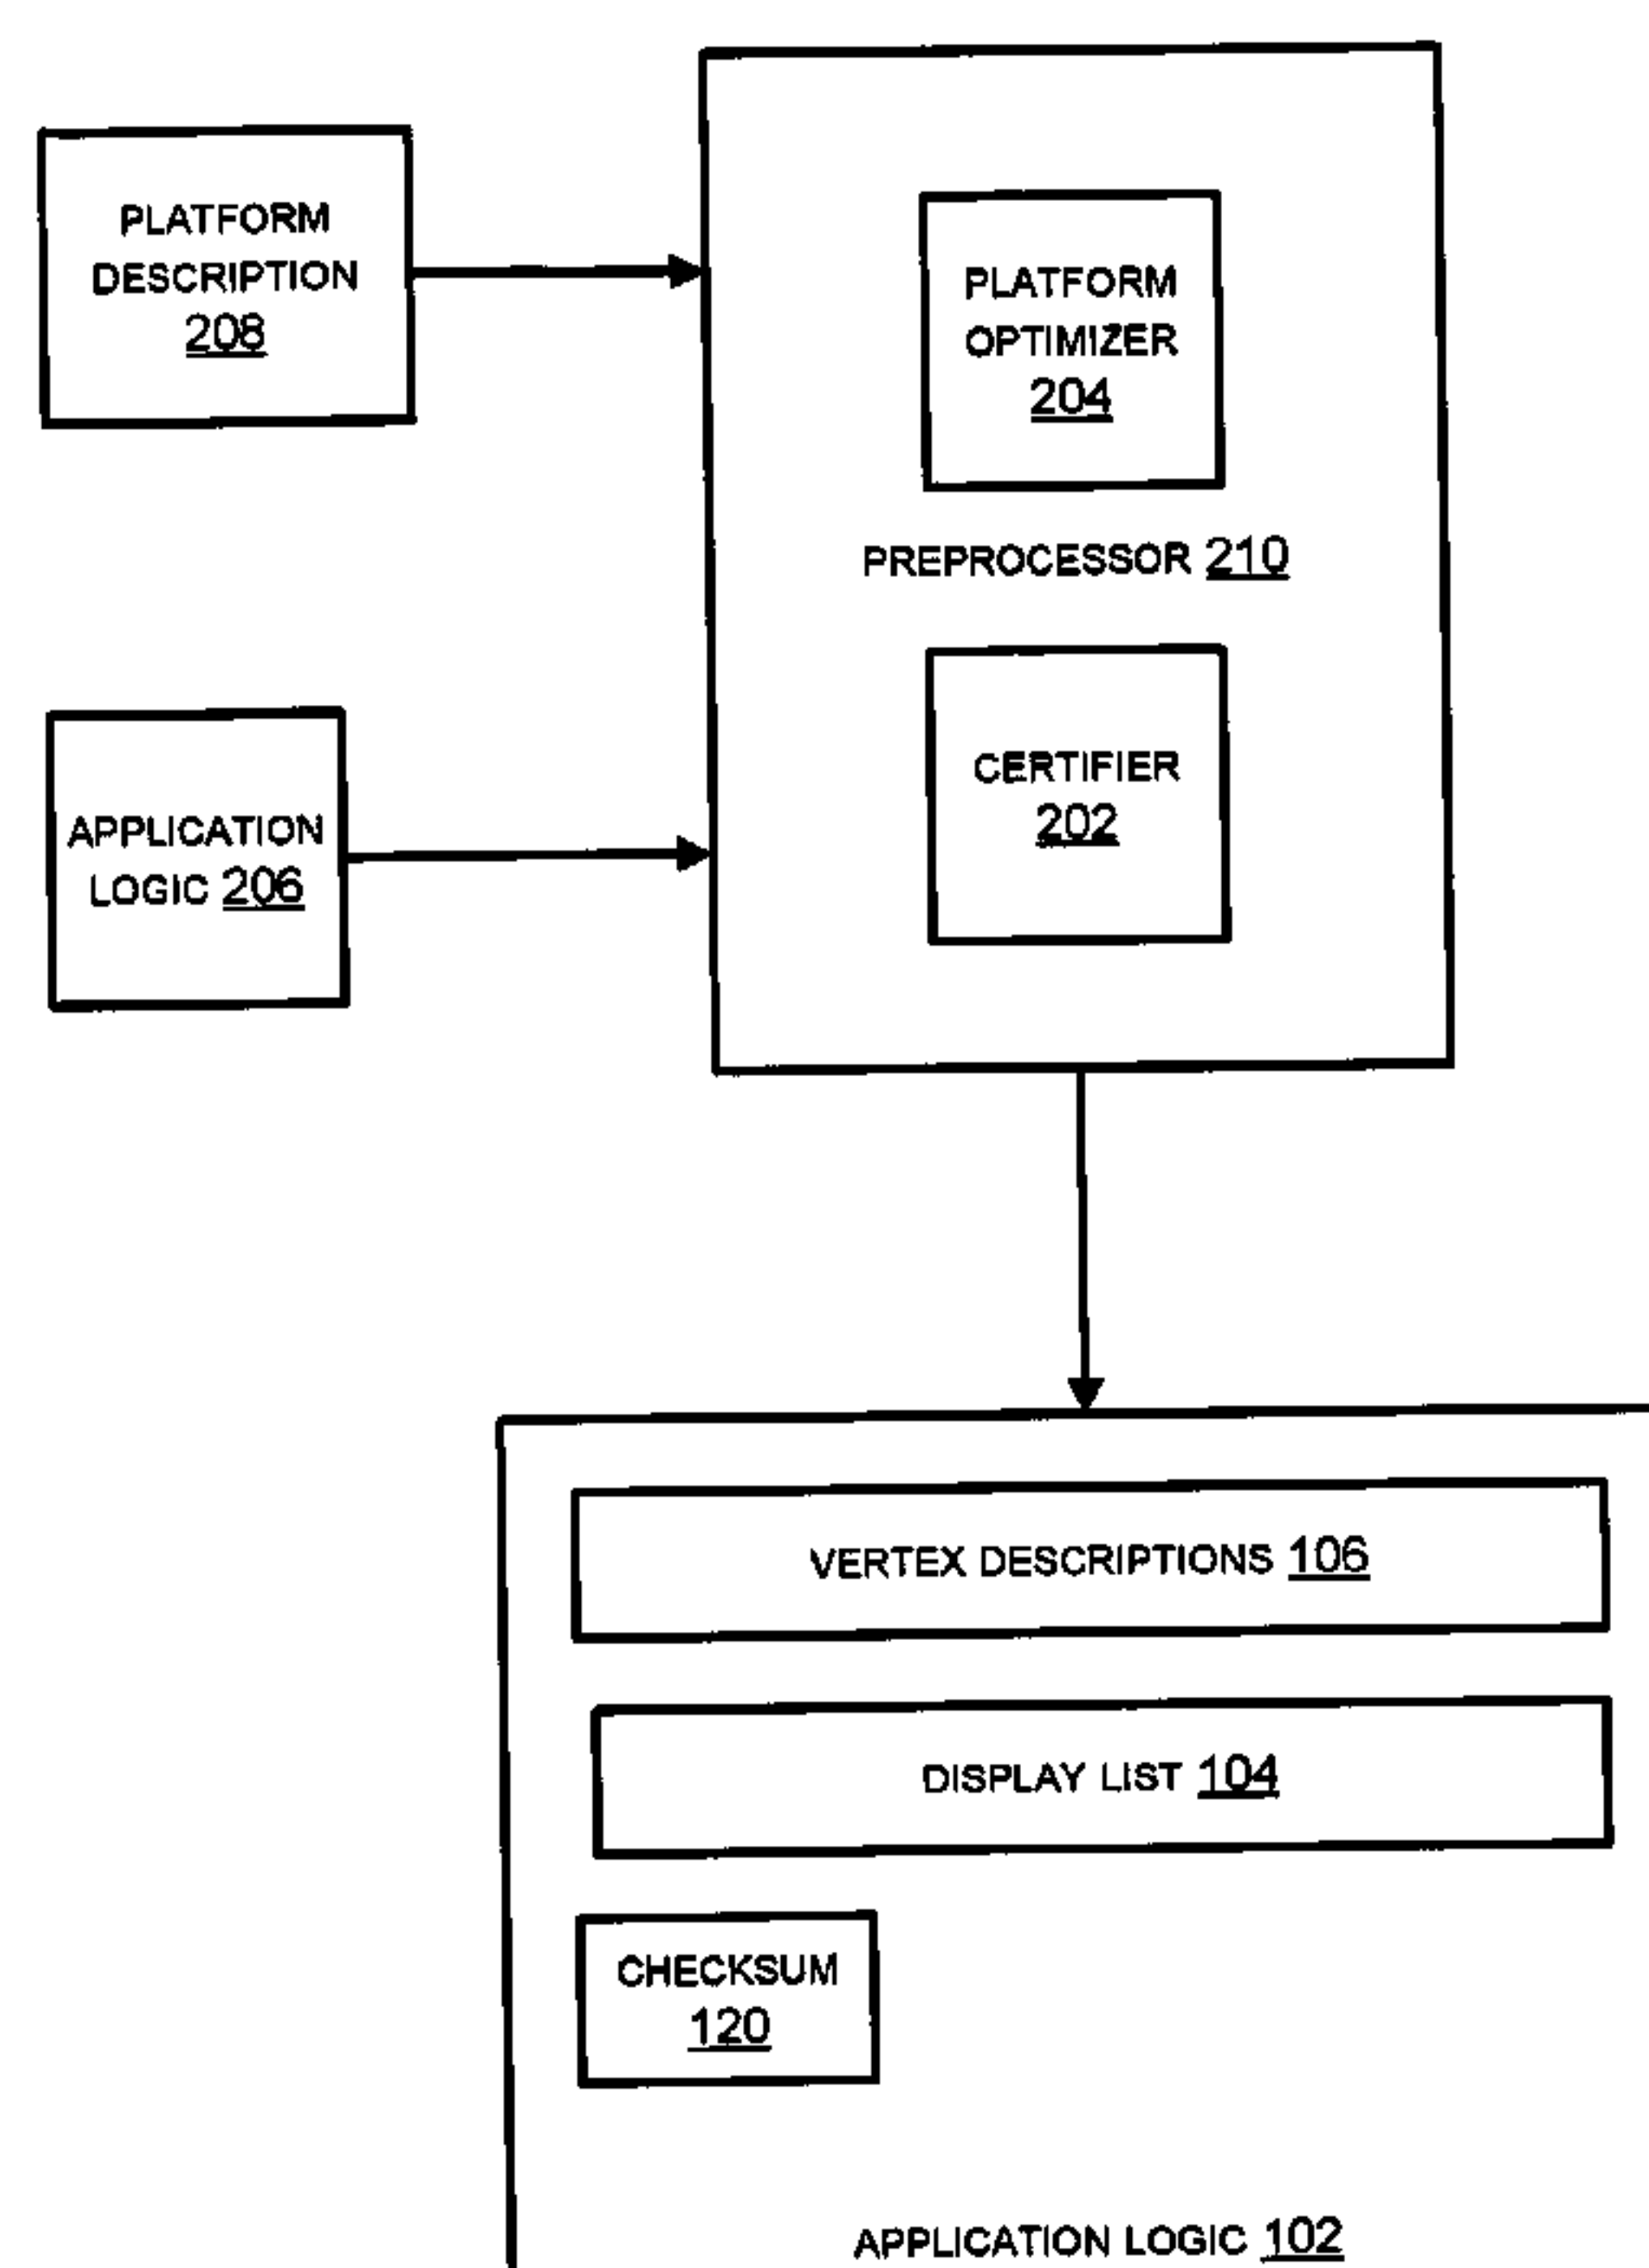 PLATFORM
DESCRIPTION
208
PLATFORM
OPTIMIZER
204
PREPROCESSOR 210
CERTIFIER
202
APPLICATION
LOGIC 206
VERTEX DESCRIPTIONS 106
DISPLAY LIST 104
CHECKSUM
120
APPLICATION LOGIC 102